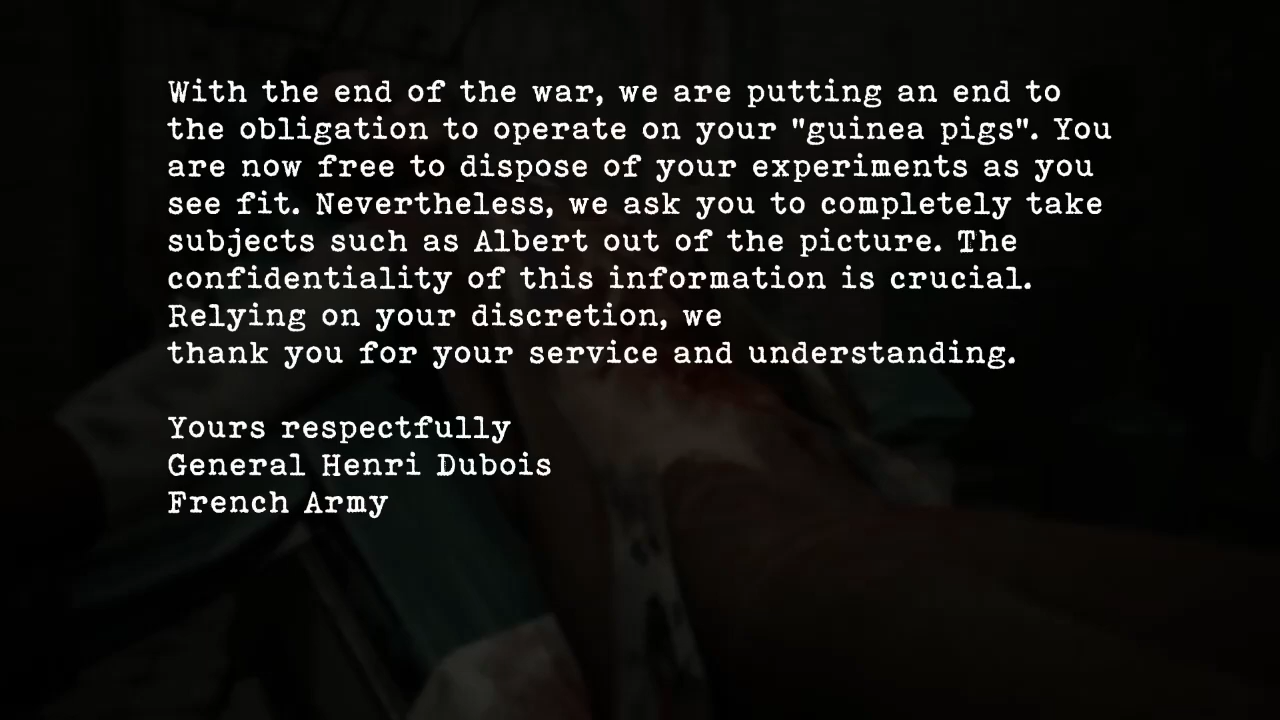 With the end of the war, we are putting an end to
the obligation to operate on your "guinea pigs". You
are now free to dispose of your experiments as you
see fit. Nevertheless, we ask you to completely take
subjects such as Albert out of the picture. The
confidentiality of this information is crucial.
Relying on your discretion, we
thank you for your service and understanding.
Yours respectfully
General Henri Dubois
French Army